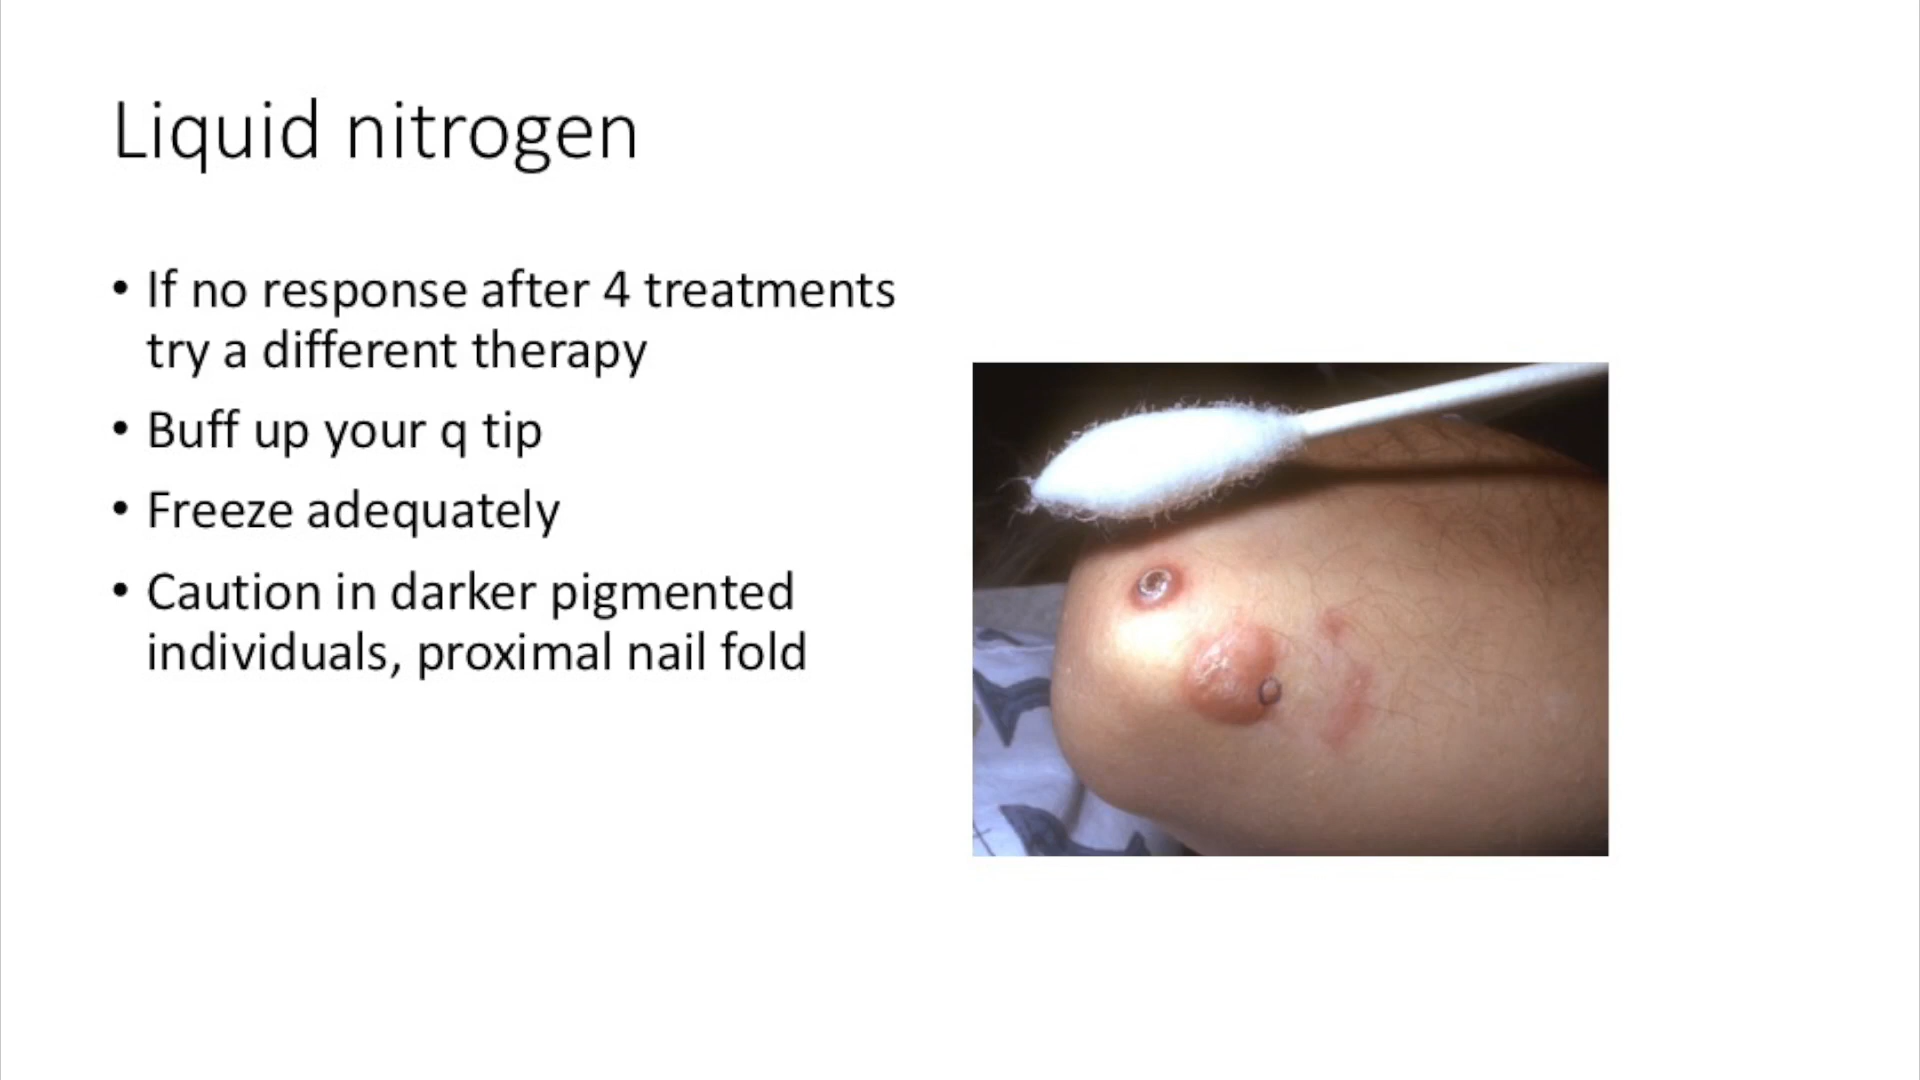 Liquid nitrogen
• If no response after 4 treatments
try a different therapy
• Buff up your q tip
• Freeze adequately
• Caution in darker pigmented
individuals, proximal nail fold